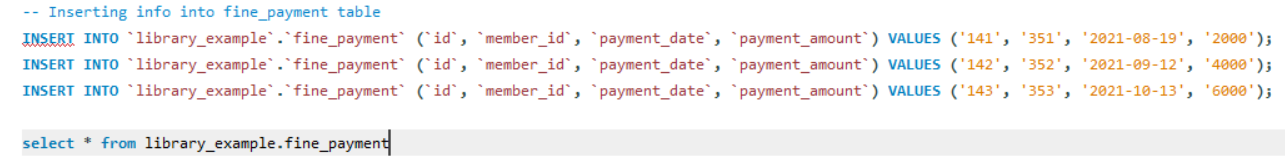 -- Inserting info into fine_payment table
INSERT INTO `library_example`.`fine_payment` (`id`, `member_id`, `payment_date`, `payment_amount`) VALUES ('141', '351', '2021-08-19', '2000');
INSERT INTO `library_example`.`fine_payment` (`id`, `member_id`, `payment_date`, `payment_amount`) VALUES ('142', '352', '2021-09-12', '4000');
INSERT INTO `library_example`.`fine_payment` (`id`, `member_id`, `payment_date`, `payment_amount`) VALUES ('143', '353', '2021-10-13', '6000');
select * from library_example.fine_payment